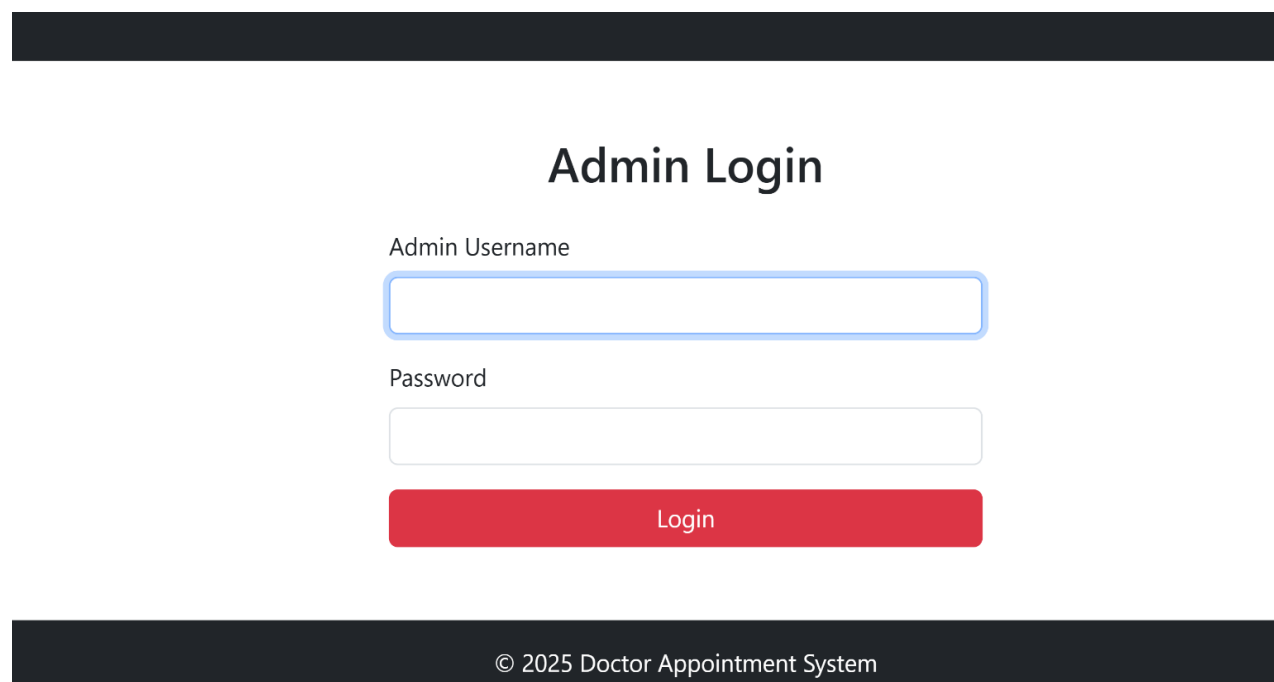 Admin Login
Admin Username
Password
Login
© 2025 Doctor Appointment System